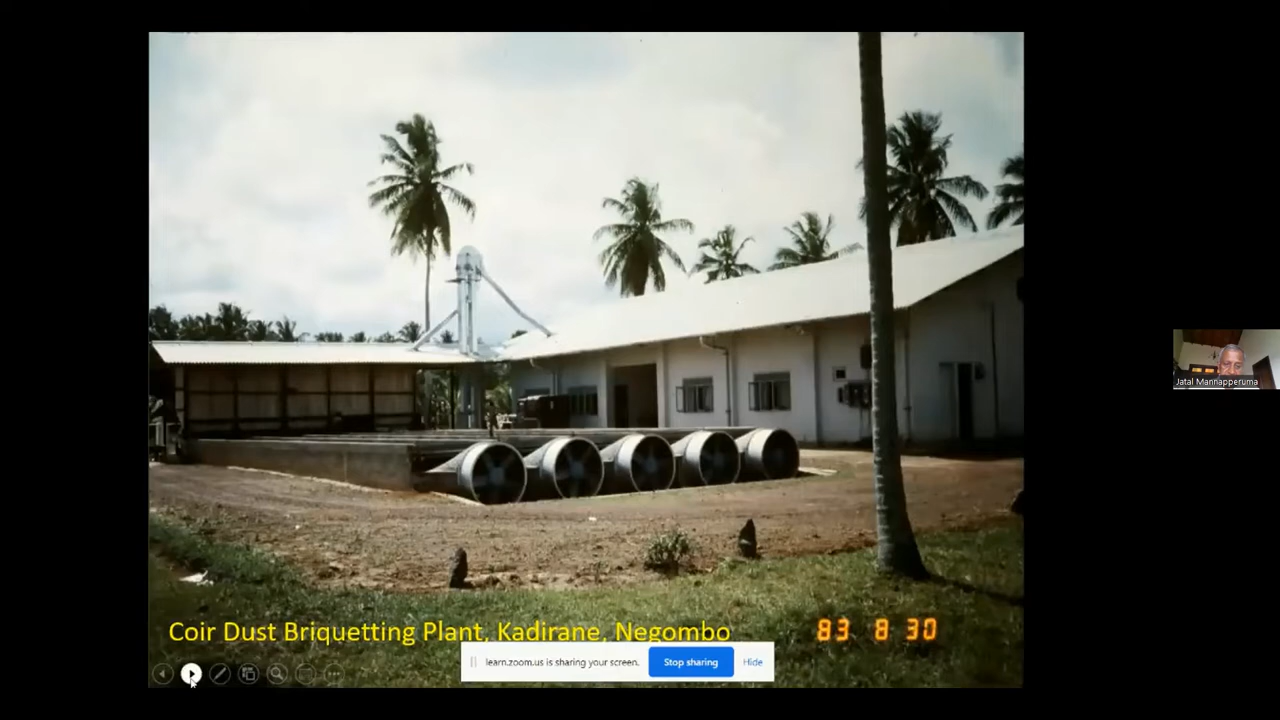 Jatal Mannapperuma
Coir Dust Briquetting Plant, Kadirane, Negombo
83 8 30
learn.zoom.us is sharing your screen.
Stop sharing
Hide